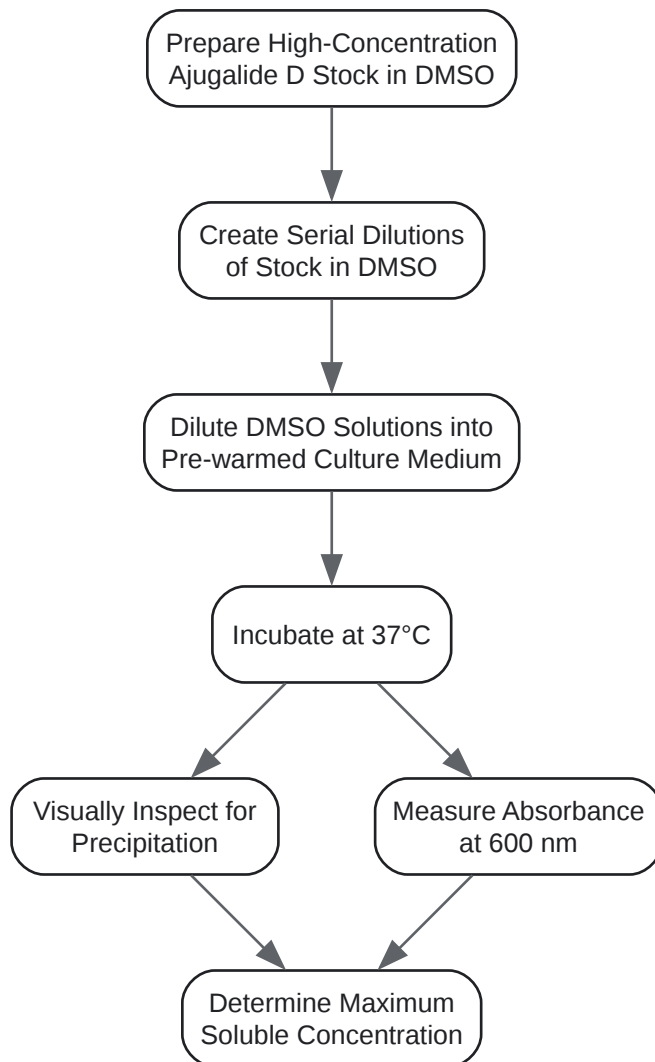 Prepare High-Concentration
Ajugalide D Stock in DMSO
Create Serial Dilutions
of Stock in DMSO
Dilute DMSO Solutions into
Pre-warmed Culture Medium
Incubate at 37°C
Visually Inspect for
Precipitation
Measure Absorbance
at 600 nm
Determine Maximum
Soluble Concentration